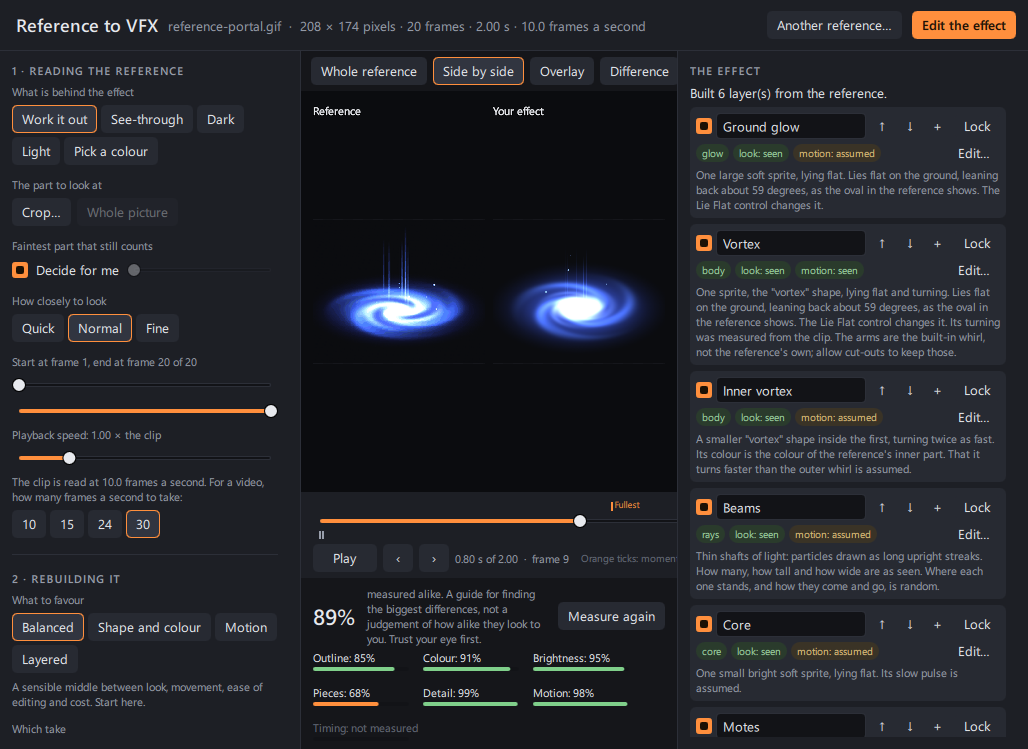 Reference to VFX reference-portal.gif · 208 × 174 pixels · 20 frames · 2.00 s · 10.0 frames a second
Another reference...
Edit the effect
1 · READING THE REFERENCE
What is behind the effect
Work it out
See-through
Dark
Light
Pick a colour
The part to look at
Crop...
Whole picture
Faintest part that still counts
Decide for me
How closely to look
Quick
Normal
Fine
Start at frame 1, end at frame 20 of 20
Playback speed: 1.00 × the clip
The clip is read at 10.0 frames a second. For a video,
how many frames a second to take:
10
15
24
30
2 · REBUILDING IT
What to favour
Balanced
Shape and colour
Motion
Layered
A sensible middle between look, movement, ease of
editing and cost. Start here.
Which take
Whole reference
Side by side
Overlay
Difference
Reference
Your effect
Fullest
Play
‹
›
0.80 s of 2.00 · frame 9
Orange ticks: momen
89%
measured alike. A guide for finding
the biggest differences, not a
judgement of how alike they look to
you. Trust your eye first.
Measure again
Outline: 85%
Colour: 91%
Brightness: 95%
Pieces: 68%
Detail: 99%
Motion: 98%
Timing: not measured
THE EFFECT
Built 6 layer(s) from the reference.
Ground glow
↑ ↓ + Lock
glow
look: seen
motion: assumed
Edit...
One large soft sprite, lying flat. Lies flat on the ground, leaning
back about 59 degrees, as the oval in the reference shows. The
Lie Flat control changes it.
Vortex
↑ ↓ + Lock
body
look: seen
motion: seen
Edit...
One sprite, the "vortex" shape, lying flat and turning. Lies flat
on the ground, leaning back about 59 degrees, as the oval in
the reference shows. The Lie Flat control changes it. Its turning
was measured from the clip. The arms are the built-in whirl,
not the reference's own; allow cut-outs to keep those.
Inner vortex
↑ ↓ + Lock
body
look: seen
motion: assumed
Edit...
A smaller "vortex" shape inside the first, turning twice as fast.
Its colour is the colour of the reference's inner part. That it
turns faster than the outer whirl is assumed.
Beams
↑ ↓ + Lock
rays
look: seen
motion: assumed
Edit...
Thin shafts of light: particles drawn as long upright streaks.
How many, how tall and how wide are as seen. Where each
one stands, and how they come and go, is random.
Core
↑ ↓ + Lock
core
look: seen
motion: assumed
Edit...
One small bright soft sprite, lying flat. Its slow pulse is
assumed.
Motes
↑ ↓ + Lock